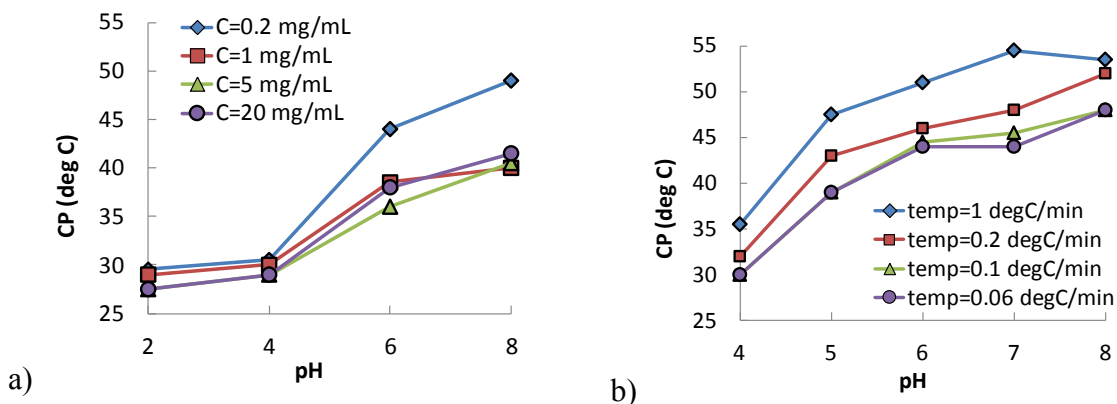 55
50
45
40
35
30
25
CP (deg C)
C=0.2 mg/mL
C=1 mg/mL
C=5 mg/mL
C=20 mg/mL
2 4 6 8
pH
a)
55
50
45
40
35
30
25
CP (deg C)
temp=1 degC/min
temp=0.2 degC/min
temp=0.1 degC/min
temp=0.06 degC/min
4 5 6 7 8
pH
b)